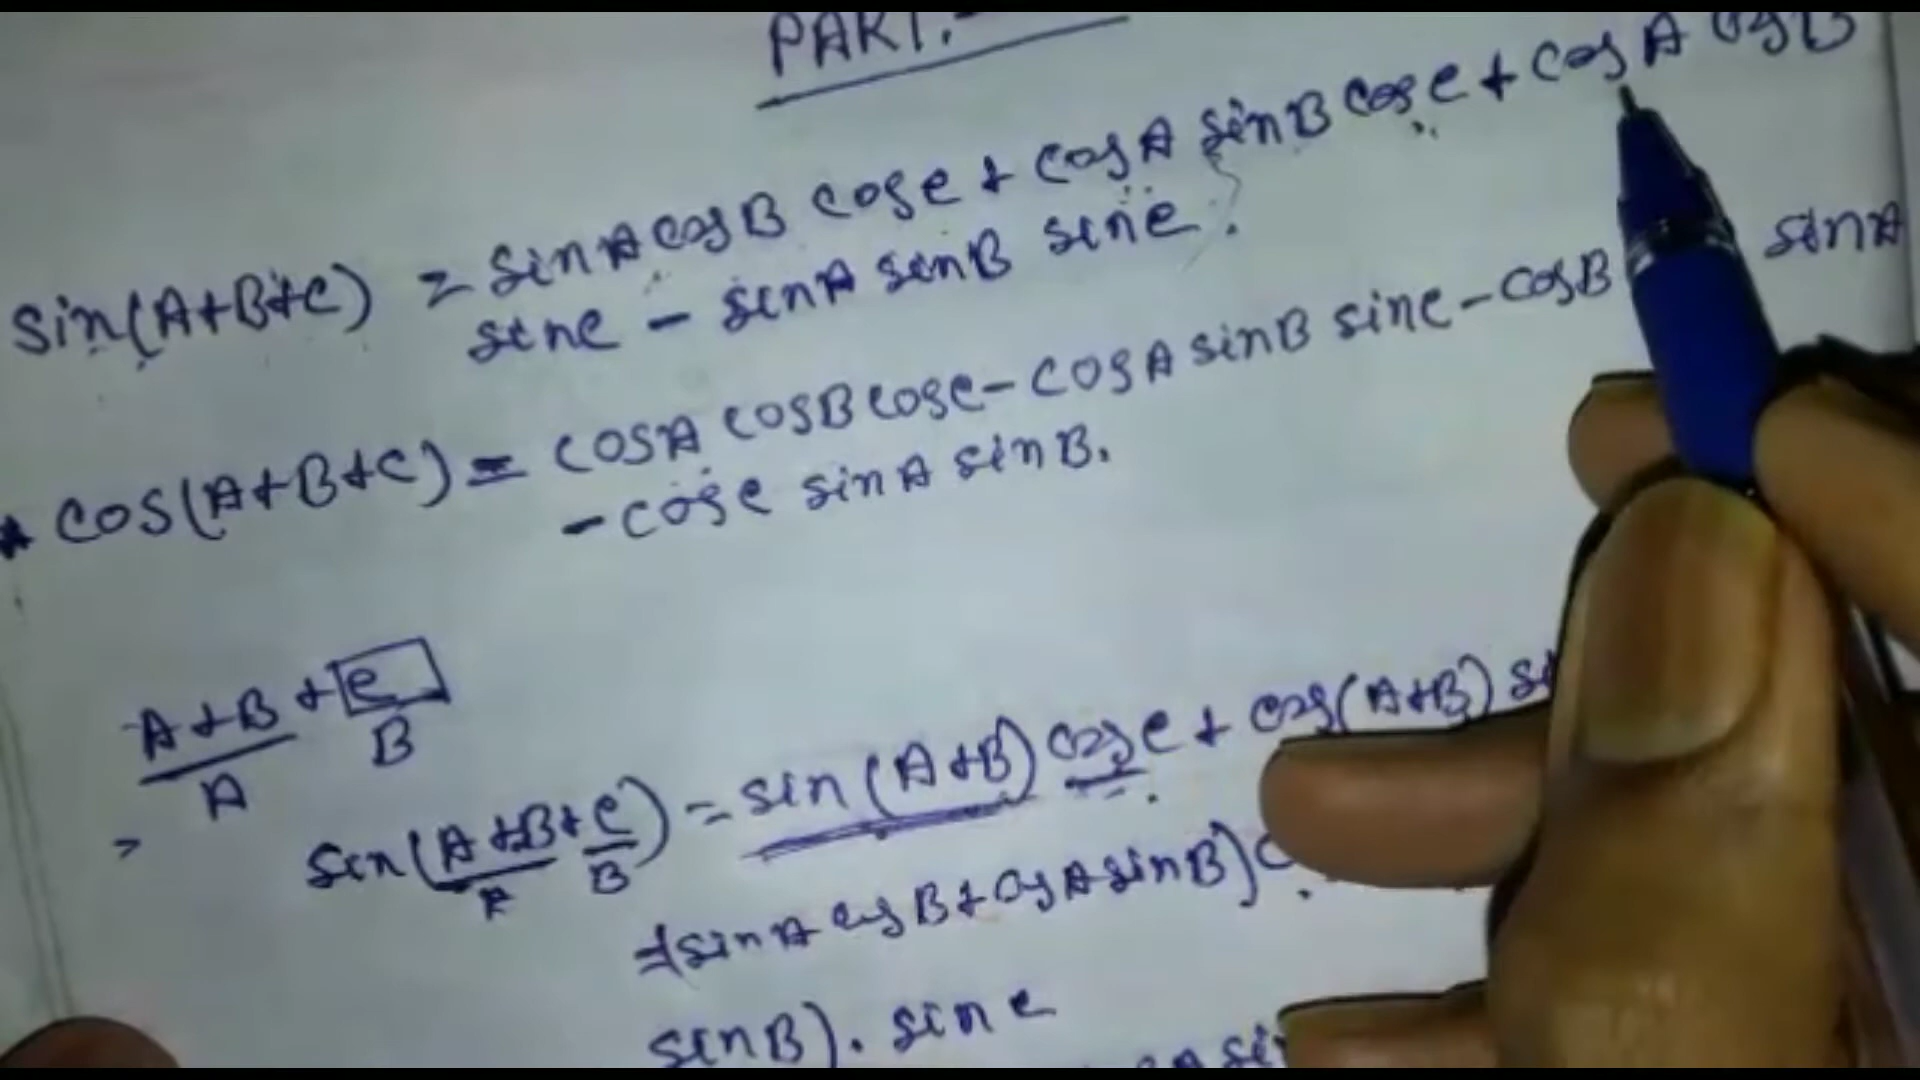 PART.-
sin(A+B+C) = sinA cosB cosC + cosA sinB cosC + cosA cosB
sinC - sinA sinB sinC.
* cos(A+B+C) = cosA cosB cosC - cosA sinB sinC - cosB sinA
- cosC sinA sinB.
A+B + C
A B
sin(A+B+C) = sin(A+B) cosC + cos(A+B)
A B
=(sinA cosB + cosA sinB)
sinB). sinC